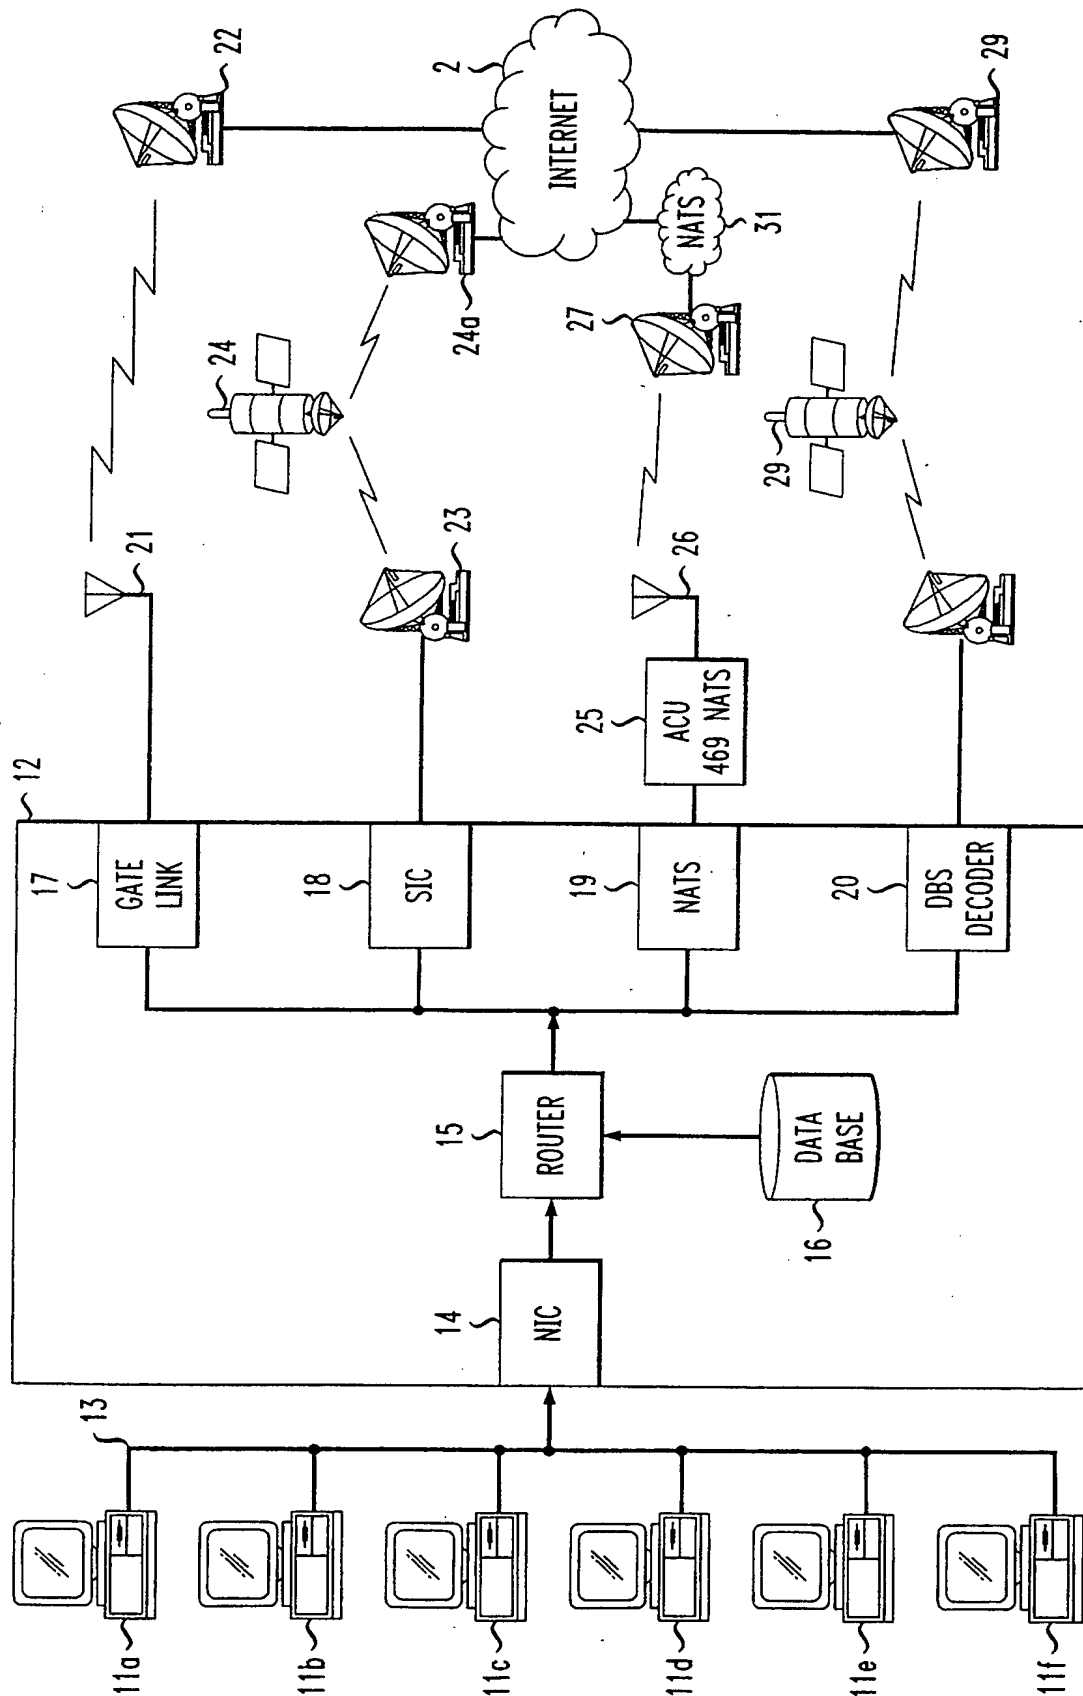 11a
11b
11c
11d
11e
11f
13
12
14
NIC
15
ROUTER
16
DATA
BASE
17
GATE
LINK
18
SIC
19
NATS
20
DBS
DECODER
21
22
23
24
24a
25
ACU
469 NATS
26
27
29
29
2
INTERNET
NATS
31